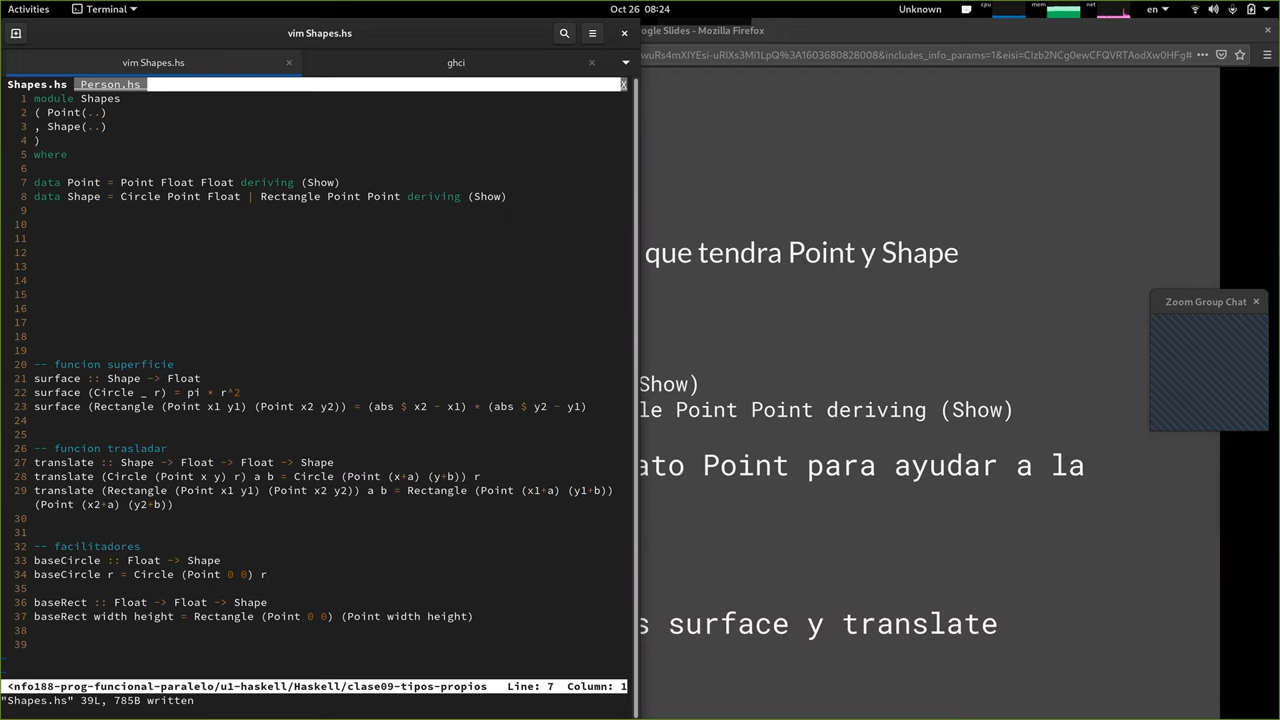 Activities
Terminal
Oct 26 08:24
Unknown
cpu
mem
net
en
vim Shapes.hs
ogle Slides - Mozilla Firefox
vim Shapes.hs
ghci
Shapes.hs Person.hs X
1 module Shapes
2 ( Point(..)
3 , Shape(..)
4 )
5 where
6
7 data Point = Point Float Float deriving (Show)
8 data Shape = Circle Point Float | Rectangle Point Point deriving (Show)
9
10
11
12
13
14
15
16
17
18
19
20 -- funcion superficie
21 surface :: Shape -> Float
22 surface (Circle _ r) = pi * r^2
23 surface (Rectangle (Point x1 y1) (Point x2 y2)) = (abs $ x2 - x1) * (abs $ y2 - y1)
24
25
26 -- funcion trasladar
27 translate :: Shape -> Float -> Float -> Shape
28 translate (Circle (Point x y) r) a b = Circle (Point (x+a) (y+b)) r
29 translate (Rectangle (Point x1 y1) (Point x2 y2)) a b = Rectangle (Point (x1+a) (y1+b))
(Point (x2+a) (y2+b))
30
31
32 -- facilitadores
33 baseCircle :: Float -> Shape
34 baseCircle r = Circle (Point 0 0) r
35
36 baseRect :: Float -> Float -> Shape
37 baseRect width height = Rectangle (Point 0 0) (Point width height)
38
39
~
~
<nfo188-prog-funcional-paralelo/u1-haskell/Haskell/clase09-tipos-propios Line: 7 Column: 1
"Shapes.hs" 39L, 785B written
que tendra Point y Shape
Show)
le Point Point deriving (Show)
ato Point para ayudar a la
s surface y translate
Zoom Group Chat